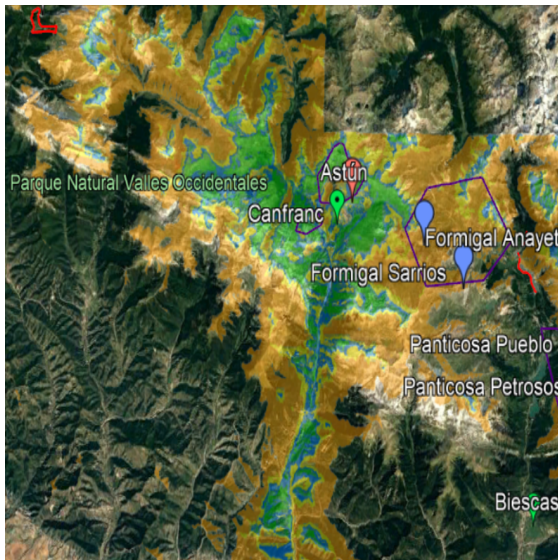 Astún
Parque Natural Valles Occidentales
Canfranc
Formigal Anayet
Formigal Sarrios
Panticosa Pueblo
Panticosa Petrosos
Biescas